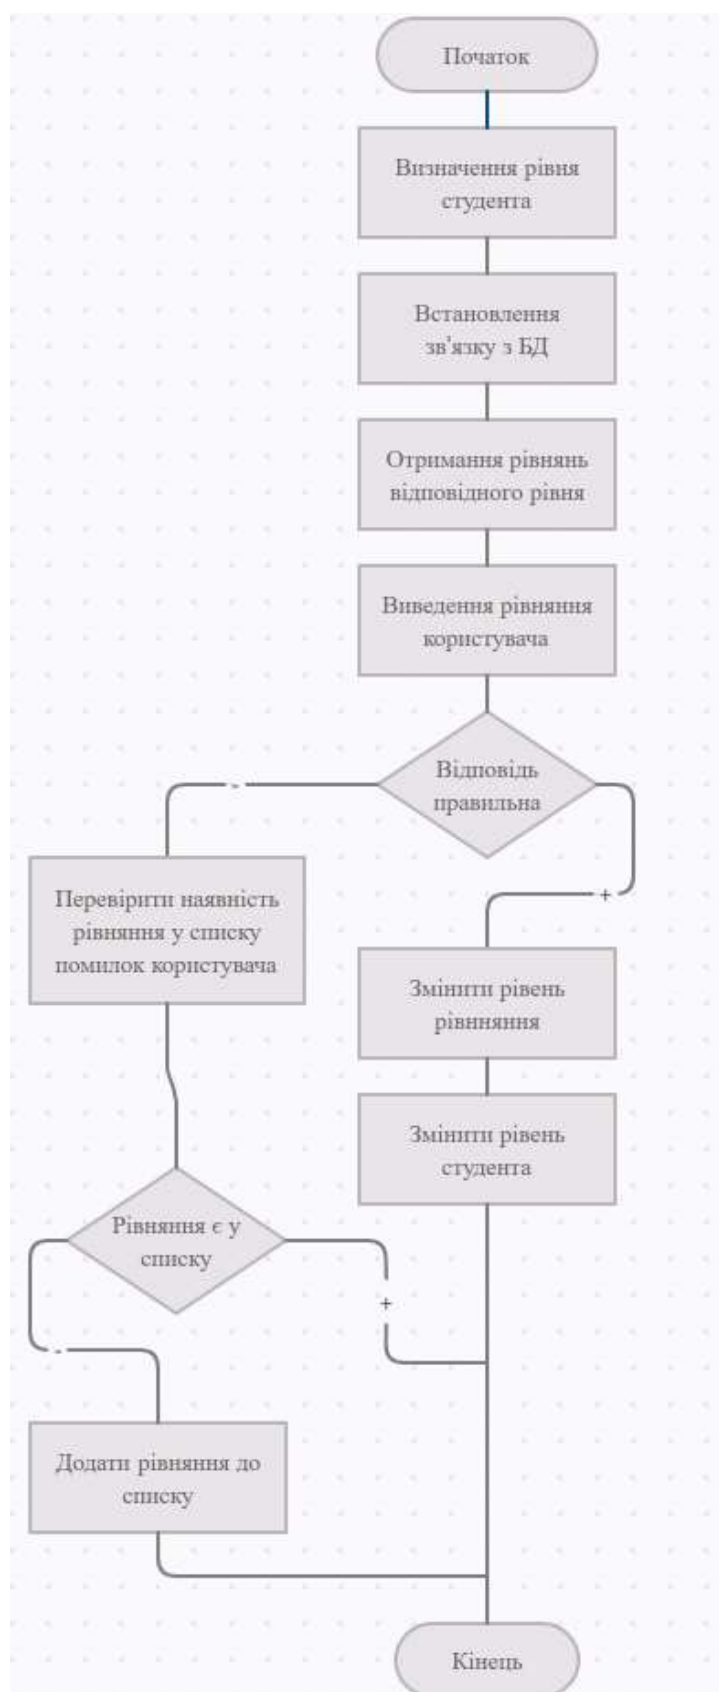 Початок
Визначення рівня
студента
Встановлення
зв'язку з БД
Отримання рівнянь
відповідного рівня
Виведення рівняння
користувача
Відповідь
правильна
-
+
Перевірити наявність
рівняння у списку
помилок користувача
Змінити рівень
рівнняння
Змінити рівень
студента
Рівняння є у
списку
+
-
Додати рівняння до
списку
Кінець